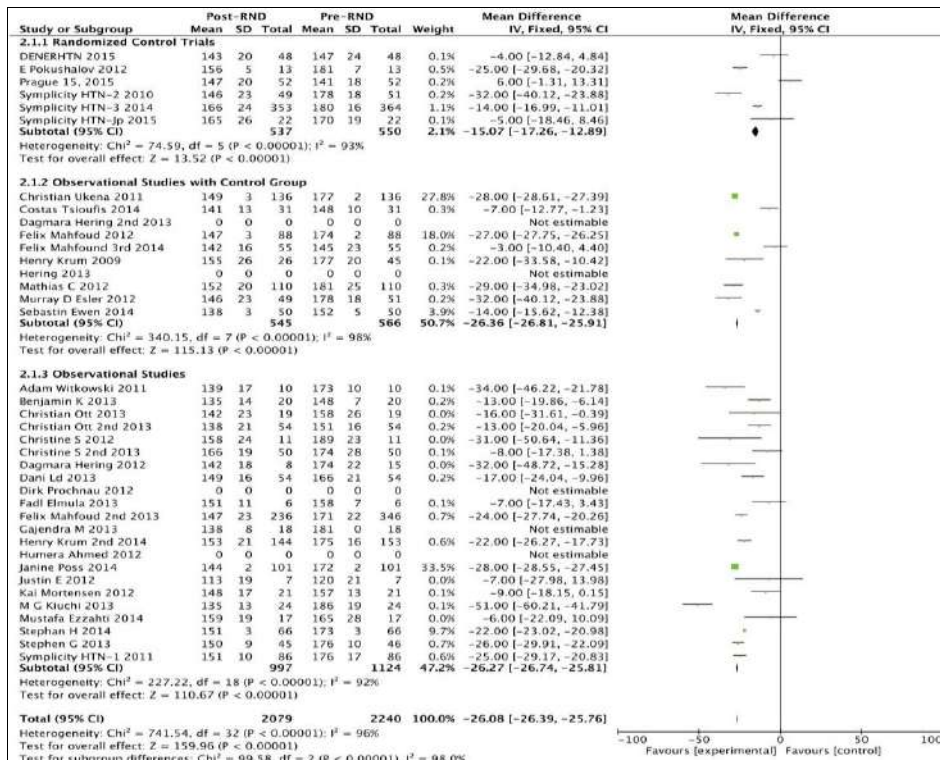 Post-RND Pre-RND Mean Difference Mean Difference
Study or Subgroup Mean SD Total Mean SD Total Weight IV, Fixed, 95% CI IV, Fixed, 95% CI
2.1.1 Randomized Control Trials
DENERHTN 2015 143 20 48 147 24 48 0.1% −4.00 [−12.84, 4.84]
E Pokushalov 2012 156 5 13 181 7 13 0.5% −25.00 [−29.68, −20.32]
Prague 15, 2015 147 20 52 141 18 52 0.2% 6.00 [−1.31, 13.31]
Symplicity HTN-2 2010 146 23 49 178 18 51 0.2% −32.00 [−40.12, −23.88]
Symplicity HTN-3 2014 166 24 353 180 16 364 1.1% −14.00 [−16.99, −11.01]
Symplicity HTN-Jp 2015 165 26 22 170 19 22 0.1% −5.00 [−18.46, 8.46]
Subtotal (95% CI) 537 550 2.1% −15.07 [−17.26, −12.89]
Heterogeneity: Chi² = 74.59, df = 5 (P < 0.00001); I² = 93%
Test for overall effect: Z = 13.52 (P < 0.00001)
2.1.2 Observational Studies with Control Group
Christian Ukena 2011 149 3 136 177 2 136 27.8% −28.00 [−28.61, −27.39]
Costas Tsioufis 2014 141 13 31 148 10 31 0.3% −7.00 [−12.77, −1.23]
Dagmara Hering 2nd 2013 0 0 0 0 0 0 Not estimable
Felix Mahfoud 2012 147 3 88 174 2 88 18.0% −27.00 [−27.75, −26.25]
Felix Mahfound 3rd 2014 142 16 55 145 23 55 0.2% −3.00 [−10.40, 4.40]
Henry Krum 2009 155 26 26 177 20 45 0.1% −22.00 [−33.58, −10.42]
Hering 2013 0 0 0 0 0 0 Not estimable
Mathias C 2012 152 20 110 181 25 110 0.3% −29.00 [−34.98, −23.02]
Murray D Esler 2012 146 23 49 178 18 51 0.2% −32.00 [−40.12, −23.88]
Sebastin Ewen 2014 138 3 50 152 5 50 3.9% −14.00 [−15.62, −12.38]
Subtotal (95% CI) 545 566 50.7% −26.36 [−26.81, −25.91]
Heterogeneity: Chi² = 340.15, df = 7 (P < 0.00001); I² = 98%
Test for overall effect: Z = 115.13 (P < 0.00001)
2.1.3 Observational Studies
Adam Witkowski 2011 139 17 10 173 10 10 0.1% −34.00 [−46.22, −21.78]
Benjamin K 2013 135 14 20 148 7 20 0.2% −13.00 [−19.86, −6.14]
Christian Ott 2013 142 23 19 158 26 19 0.0% −16.00 [−31.61, −0.39]
Christian Ott 2nd 2013 138 21 54 151 16 54 0.2% −13.00 [−20.04, −5.96]
Christine S 2012 158 24 11 189 23 11 0.0% −31.00 [−50.64, −11.36]
Christine S 2nd 2013 166 19 50 174 28 50 0.1% −8.00 [−17.38, 1.38]
Dagmara Hering 2012 142 18 8 174 22 15 0.0% −32.00 [−48.72, −15.28]
Dani Ld 2013 149 16 54 166 21 54 0.2% −17.00 [−24.04, −9.96]
Dirk Prochnau 2012 0 0 0 0 0 0 Not estimable
Fadl Elmula 2013 151 11 6 158 7 6 0.1% −7.00 [−17.43, 3.43]
Felix Mahfoud 2nd 2013 147 23 236 171 22 346 0.7% −24.00 [−27.74, −20.26]
Gajendra M 2013 138 8 18 181 0 18 Not estimable
Henry Krum 2nd 2014 153 21 144 175 16 153 0.6% −22.00 [−26.27, −17.73]
Humera Ahmed 2012 0 0 0 0 0 0 Not estimable
Janine Poss 2014 144 2 101 172 2 101 33.5% −28.00 [−28.55, −27.45]
Justin E 2012 113 19 7 120 21 7 0.0% −7.00 [−27.98, 13.98]
Kai Mortensen 2012 148 17 21 157 13 21 0.1% −9.00 [−18.15, 0.15]
M G Kiuchi 2013 135 13 24 186 19 24 0.1% −51.00 [−60.21, −41.79]
Mustafa Ezzahti 2014 159 19 17 165 28 17 0.0% −6.00 [−22.09, 10.09]
Stephan H 2014 151 3 66 173 3 66 9.7% −22.00 [−23.02, −20.98]
Stephen G 2013 150 9 45 176 10 46 0.6% −26.00 [−29.91, −22.09]
Symplicity HTN-1 2011 151 10 86 176 17 86 0.6% −25.00 [−29.17, −20.83]
Subtotal (95% CI) 997 1124 47.2% −26.27 [−26.74, −25.81]
Heterogeneity: Chi² = 227.22, df = 18 (P < 0.00001); I² = 92%
Test for overall effect: Z = 110.67 (P < 0.00001)
Total (95% CI) 2079 2240 100.0% −26.08 [−26.39, −25.76]
Heterogeneity: Chi² = 741.54, df = 32 (P < 0.00001); I² = 96%
Test for overall effect: Z = 159.96 (P < 0.00001)
Test for subgroup differences: Chi² = 99.58, df = 2 (P < 0.00001), I² = 98.0%
−100 −50 0 50 100
Favours [experimental] Favours [control]